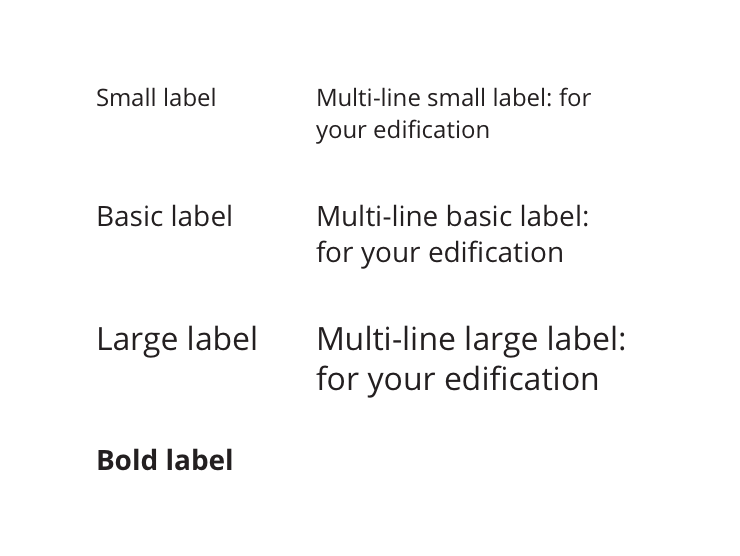 Small label
Multi-line small label: for
your edification
Basic label
Multi-line basic label:
for your edification
Large label
Multi-line large label:
for your edification
Bold label